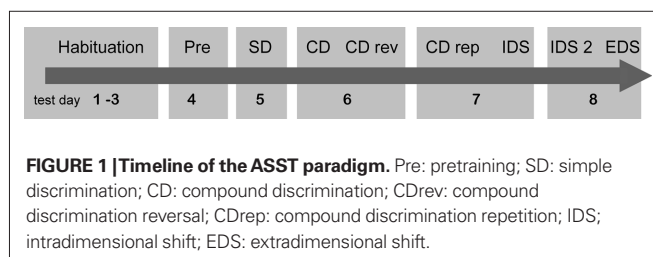 Habituation Pre SD CD CD rev CD rep IDS IDS 2 EDS
test day 1 -3 4 5 6 7 8
FIGURE 1 | Timeline of the ASST paradigm. Pre: pretraining; SD: simple
discrimination; CD: compound discrimination; CDrev: compound
discrimination reversal; CDrep: compound discrimination repetition; IDS;
intradimensional shift; EDS: extradimensional shift.